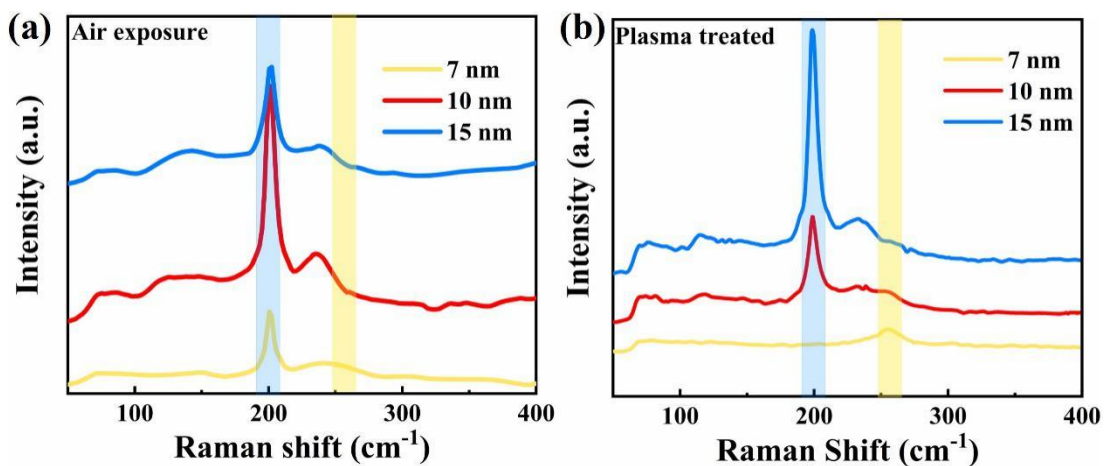 (a)
Air exposure
7 nm
10 nm
15 nm
Intensity (a.u.)
100
200
300
400
Raman shift (cm⁻¹)
(b)
Plasma treated
7 nm
10 nm
15 nm
Intensity (a.u.)
100
200
300
400
Raman Shift (cm⁻¹)